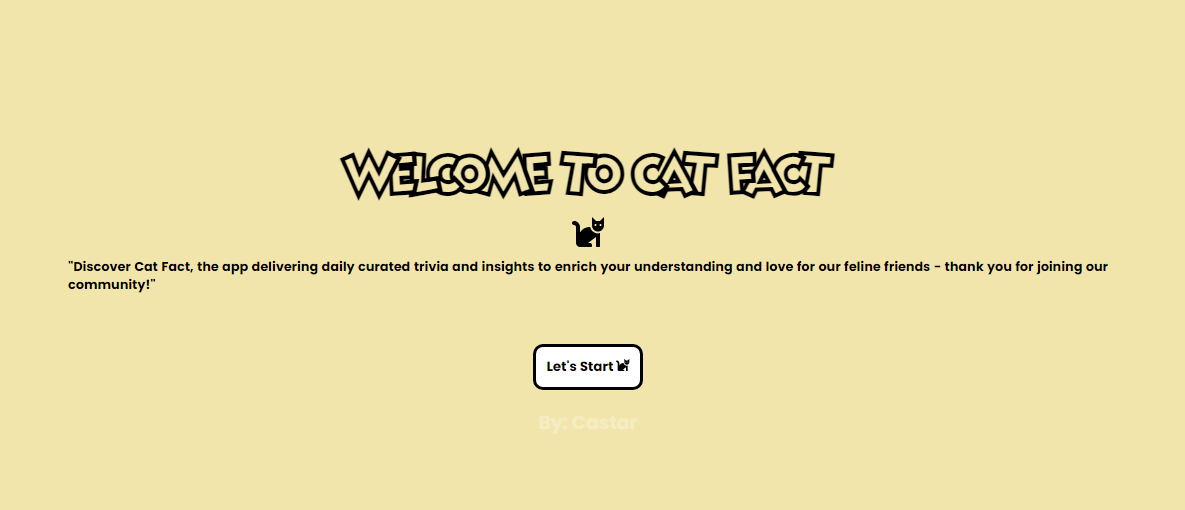 WELCOME TO CAT FACT
"Discover Cat Fact, the app delivering daily curated trivia and insights to enrich your understanding and love for our feline friends - thank you for joining our
community!"
Let's Start
By: Castar